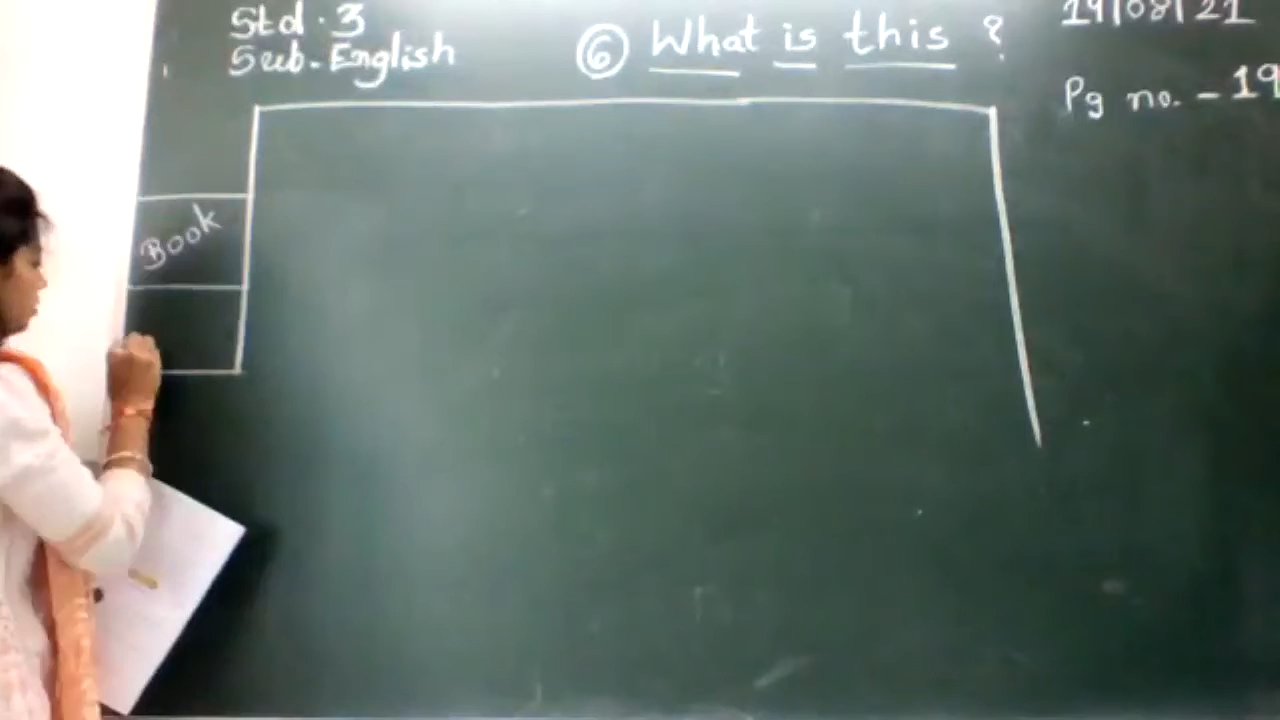 Std. 3
Sub. English
6 What is this ?
19/08/21
Pg no. - 19
Book